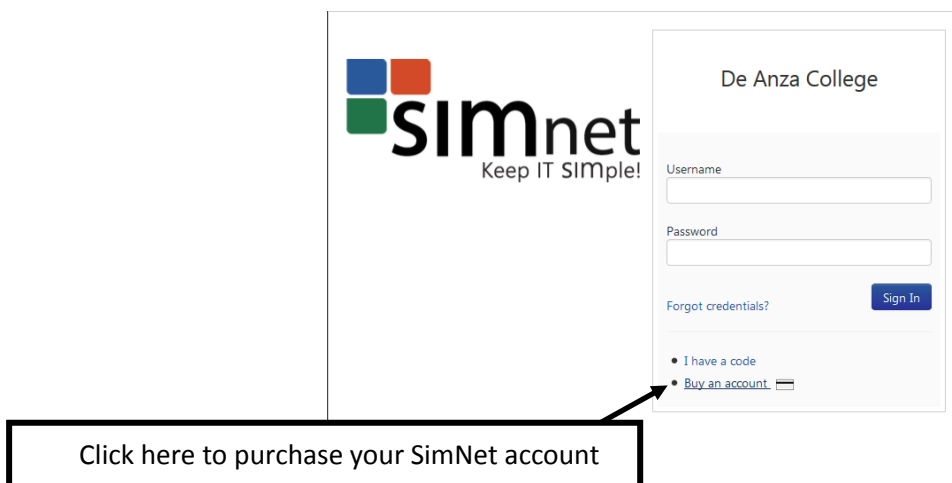 SIMnet
Keep IT SIMple!
De Anza College
Username
Password
Forgot credentials?
Sign In
I have a code
Buy an account
Click here to purchase your SimNet account